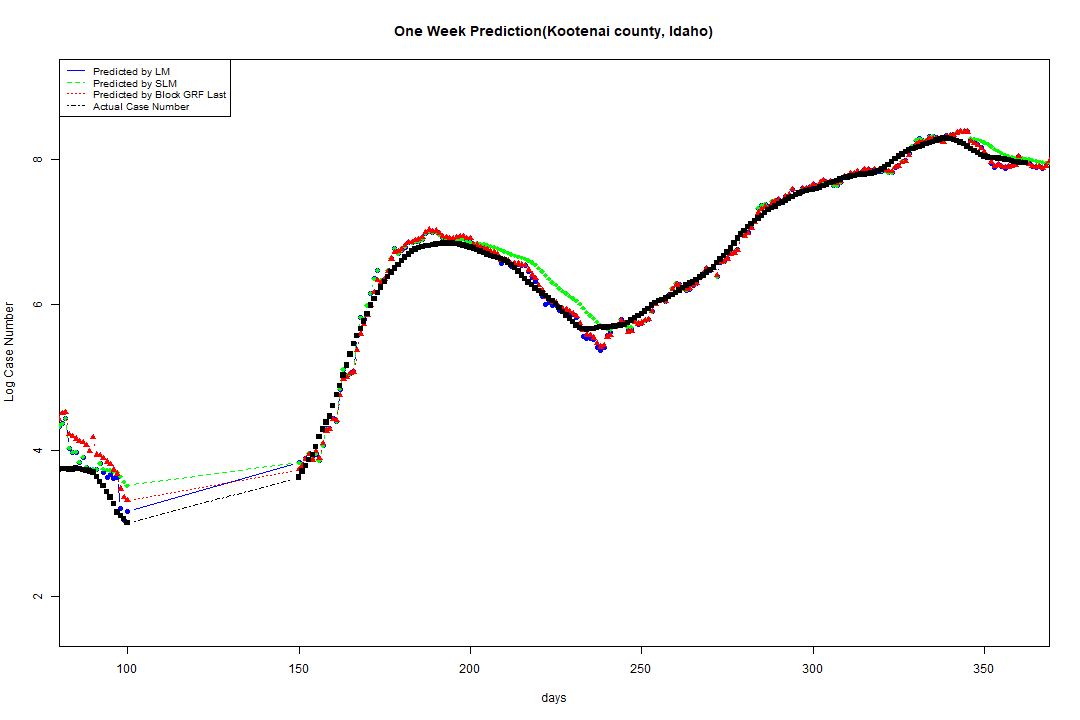 One Week Prediction(Kootenai county, Idaho)
Predicted by LM
Predicted by SLM
Predicted by Block GRF Last
Actual Case Number
Log Case Number
8
6
4
2
100 150 200 250 300 350
days